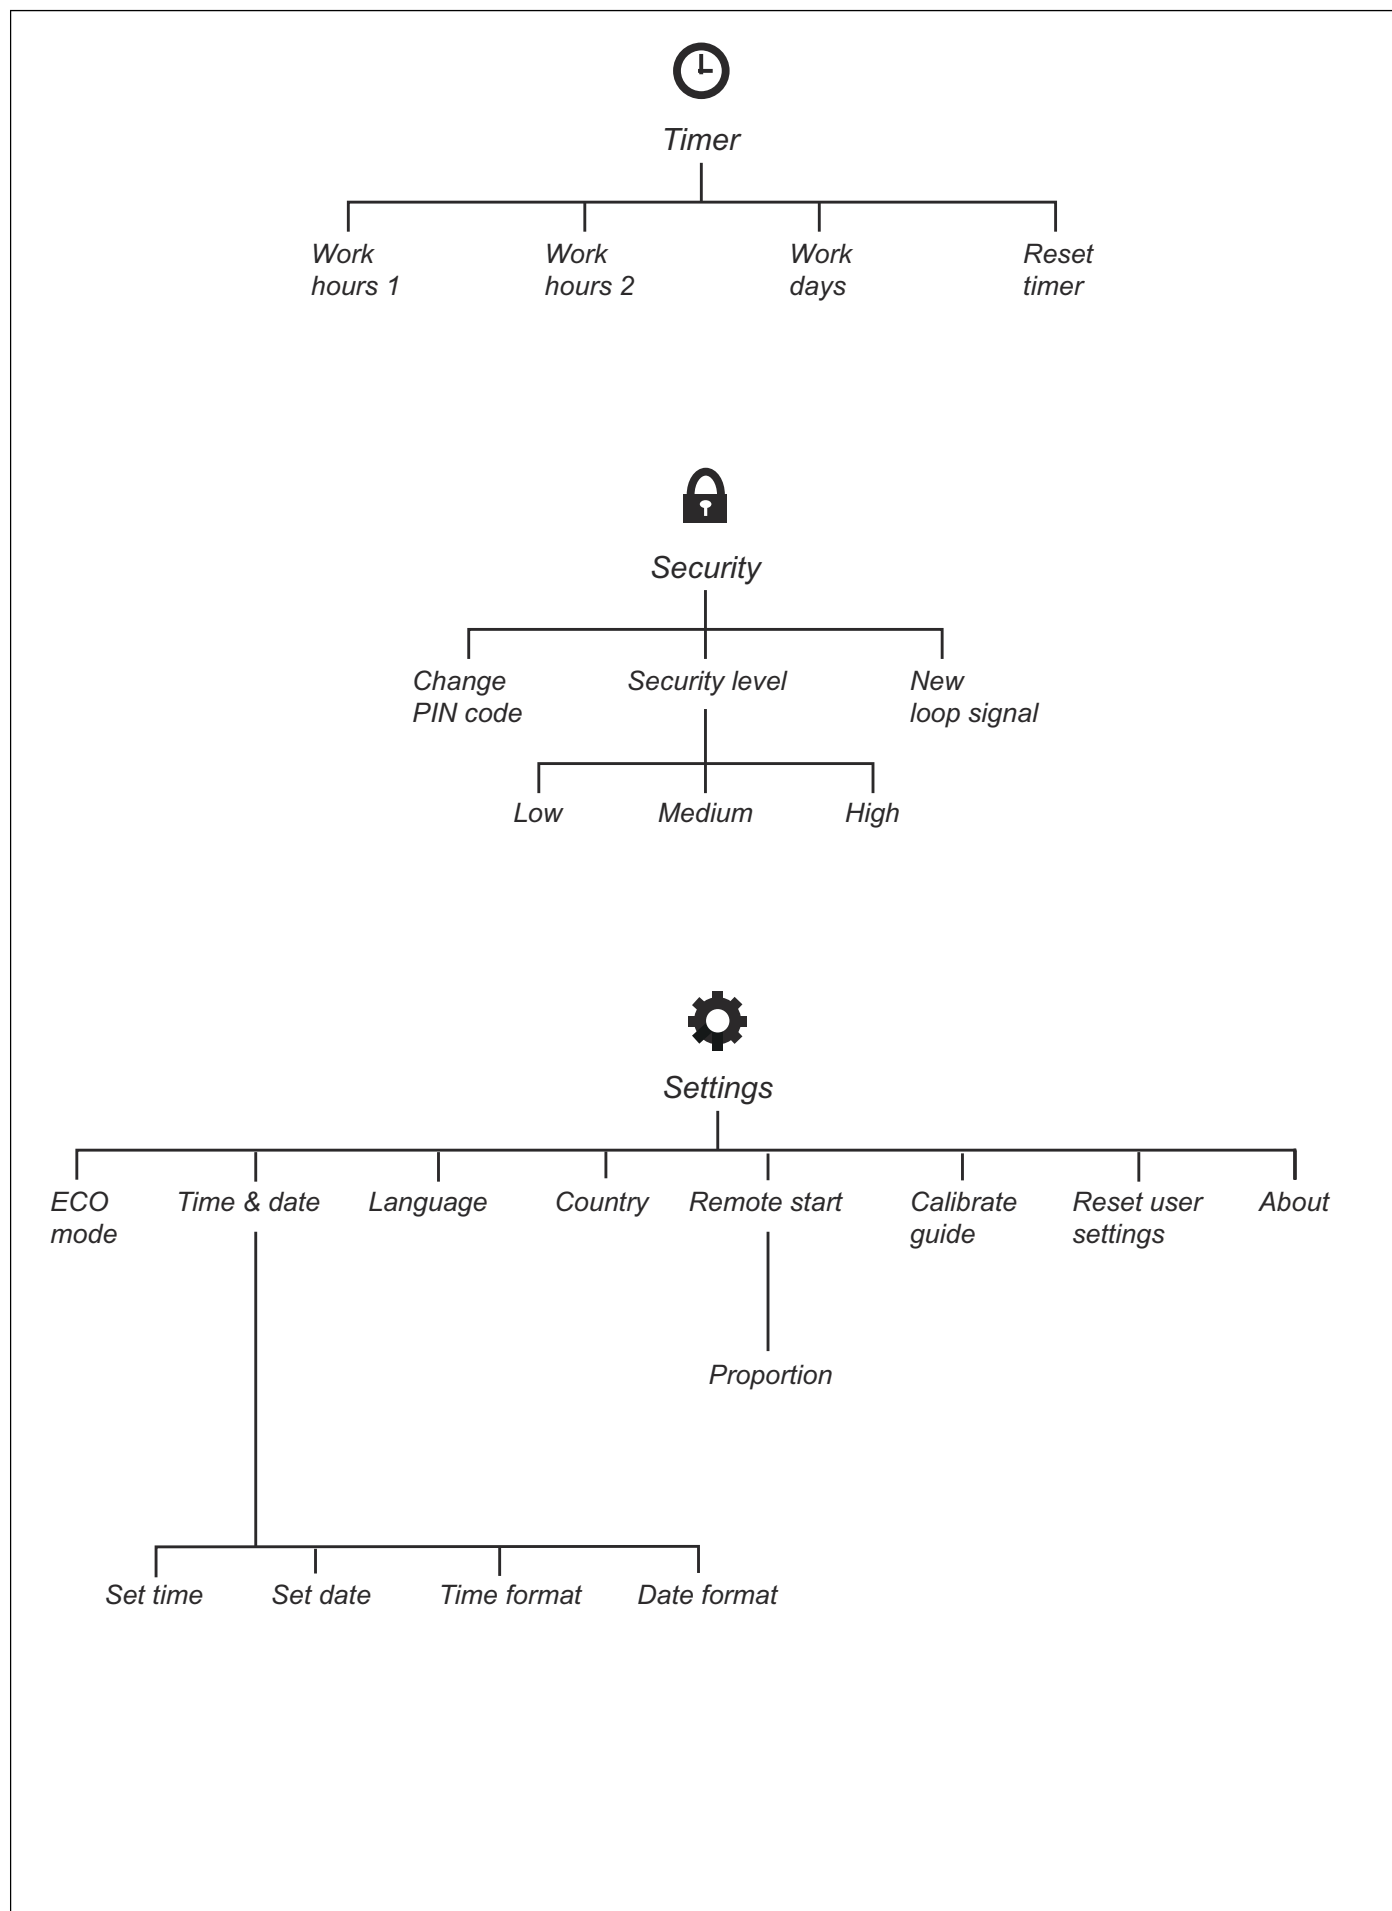 Timer
Work
hours 1
Work
hours 2
Work
days
Reset
timer
Security
Change
PIN code
Security level
New
loop signal
Low
Medium
High
Settings
ECO
mode
Time & date
Language
Country
Remote start
Calibrate
guide
Reset user
settings
About
Proportion
Set time
Set date
Time format
Date format